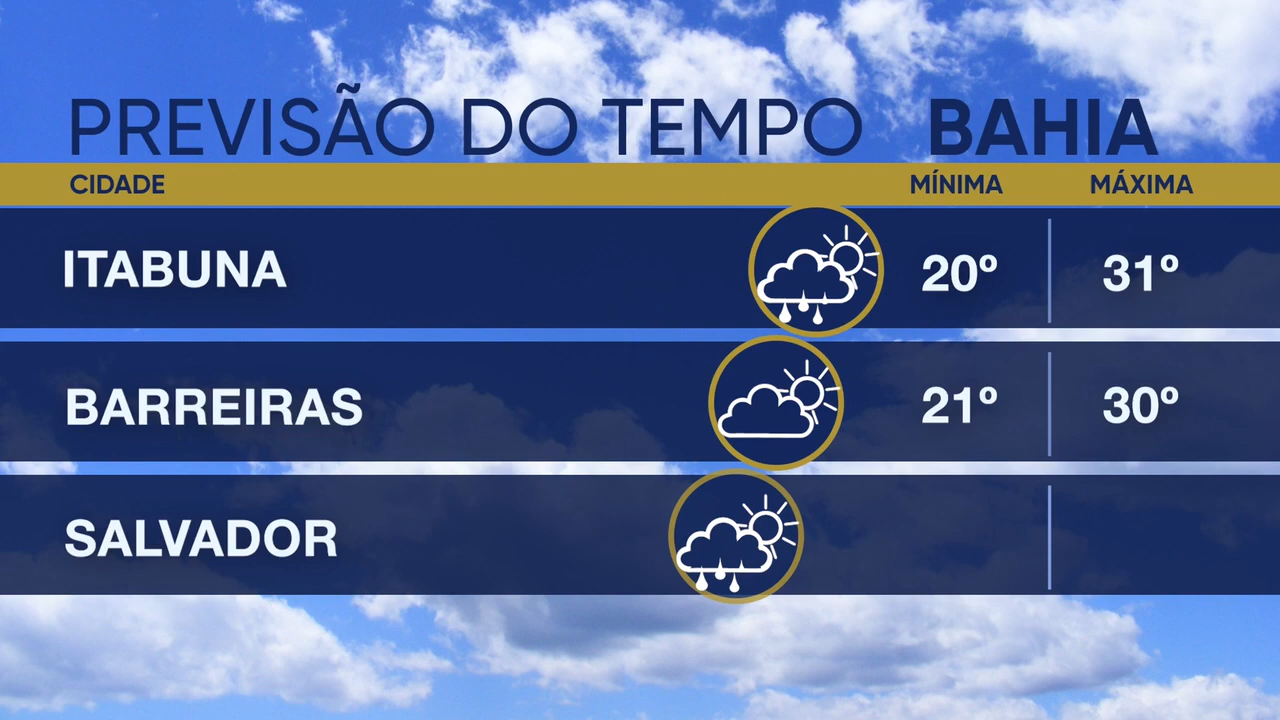 PREVISÃO DO TEMPO BAHIA
CIDADE MÍNIMA MÁXIMA
ITABUNA 20º 31º
BARREIRAS 21º 30º
SALVADOR